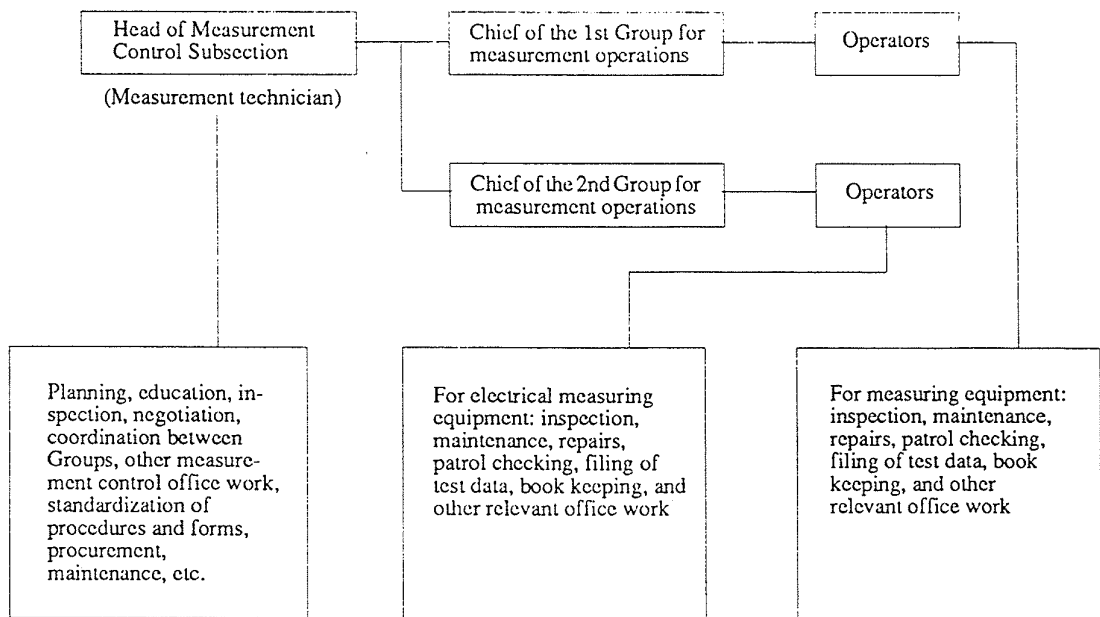 Head of Measurement
Control Subsection
(Measurement technician)
Chief of the 1st Group for
measurement operations
Operators
Chief of the 2nd Group for
measurement operations
Operators
Planning, education, in-
spection, negotiation,
coordination between
Groups, other measure-
ment control office work,
standardization of
procedures and forms,
procurement,
maintenance, etc.
For electrical measuring
equipment: inspection,
maintenance, repairs,
patrol checking, filing of
test data, book keeping, and
other relevant office work
For measuring equipment:
inspection, maintenance,
repairs, patrol checking,
filing of test data, book
keeping, and other
relevant office work